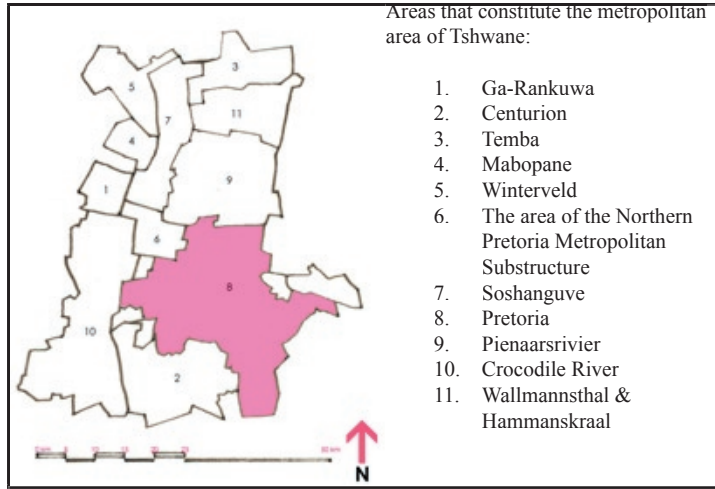 Areas that constitute the metropolitan
area of Tshwane:
1. Ga-Rankuwa
2. Centurion
3. Temba
4. Mabopane
5. Winterveld
6. The area of the Northern
Pretoria Metropolitan
Substructure
7. Soshanguve
8. Pretoria
9. Pienaarsrivier
10. Crocodile River
11. Wallmannsthal &
Hammanskraal
3
5
11
7
4
9
1
6
8
10
2
N